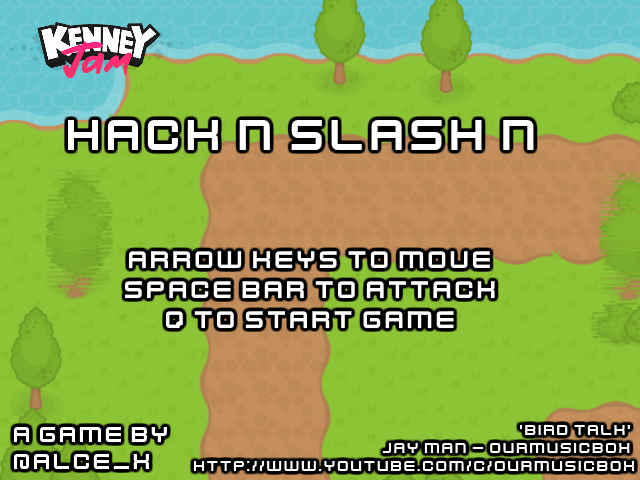 KENNEY
Jam
HACK N SLASH N
ARROW KEYS TO MOVE
SPACE BAR TO ATTACK
Q TO START GAME
A GAME BY
@ALCE_X
'BIRD TALK'
JAY MAN - OURMUSICBOX
HTTP://WWW.YOUTUBE.COM/C/OURMUSICBOX